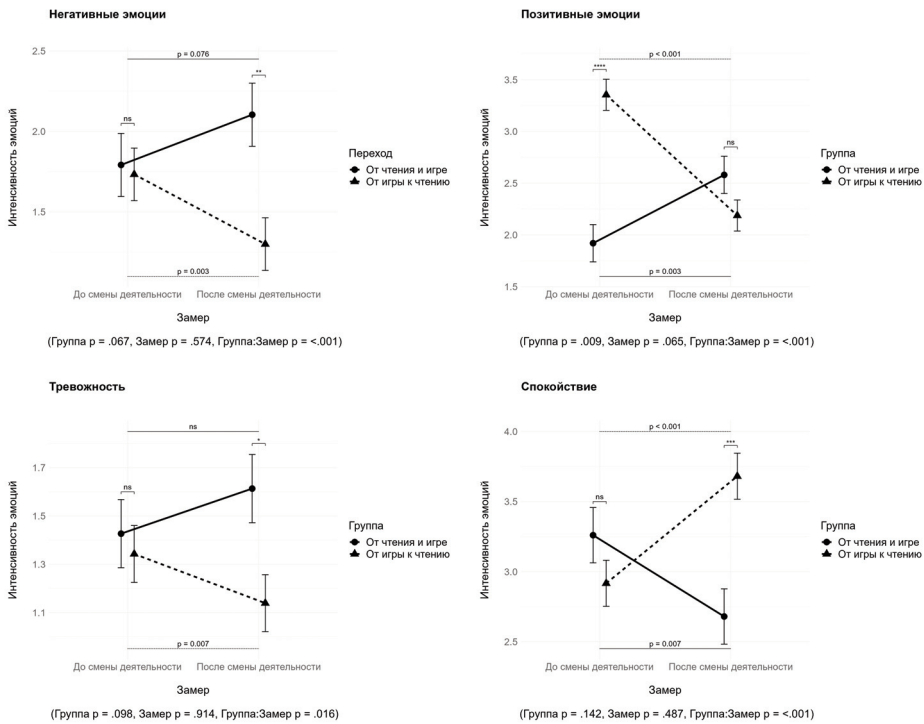 Негативные эмоции
2.5
2.0
1.5
Интенсивность эмоций
p = 0.076
**
ns
p = 0.003
До смены деятельности
После смены деятельности
Замер
Переход
От чтения и игре
От игры к чтению
(Группа p = .067, Замер p = .574, Группа:Замер p = <.001)
Позитивные эмоции
3.5
3.0
2.5
2.0
1.5
Интенсивность эмоций
p < 0.001
****
ns
p = 0.003
До смены деятельности
После смены деятельности
Замер
Группа
От чтения и игре
От игры к чтению
(Группа p = .009, Замер p = .065, Группа:Замер p = <.001)
Тревожность
1.7
1.5
1.3
1.1
Интенсивность эмоций
ns
*
ns
p = 0.007
До смены деятельности
После смены деятельности
Замер
Группа
От чтения и игре
От игры к чтению
(Группа p = .098, Замер p = .914, Группа:Замер p = .016)
Спокойствие
4.0
3.5
3.0
2.5
Интенсивность эмоций
p < 0.001
***
ns
p = 0.007
До смены деятельности
После смены деятельности
Замер
Группа
От чтения и игре
От игры к чтению
(Группа p = .142, Замер p = .487, Группа:Замер p = <.001)